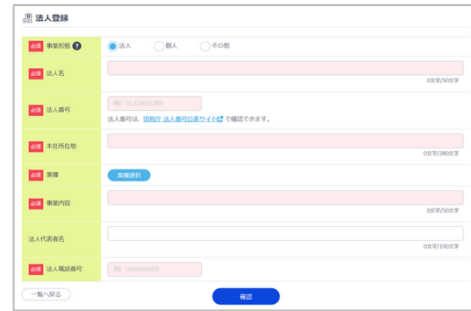 法人登録
必須 事業形態 ?
法人 個人 その他
必須 法人名
0文字/50文字
必須 法人番号
例：0123456789
法人番号は、国税庁 法人番号公表サイト で確認できます。
必須 本社所在地
0文字/280文字
必須 業種
業種選択
必須 事業内容
0文字/500文字
法人代表者名
0文字/100文字
必須 法人電話番号
例：000000000
一覧へ戻る
確認